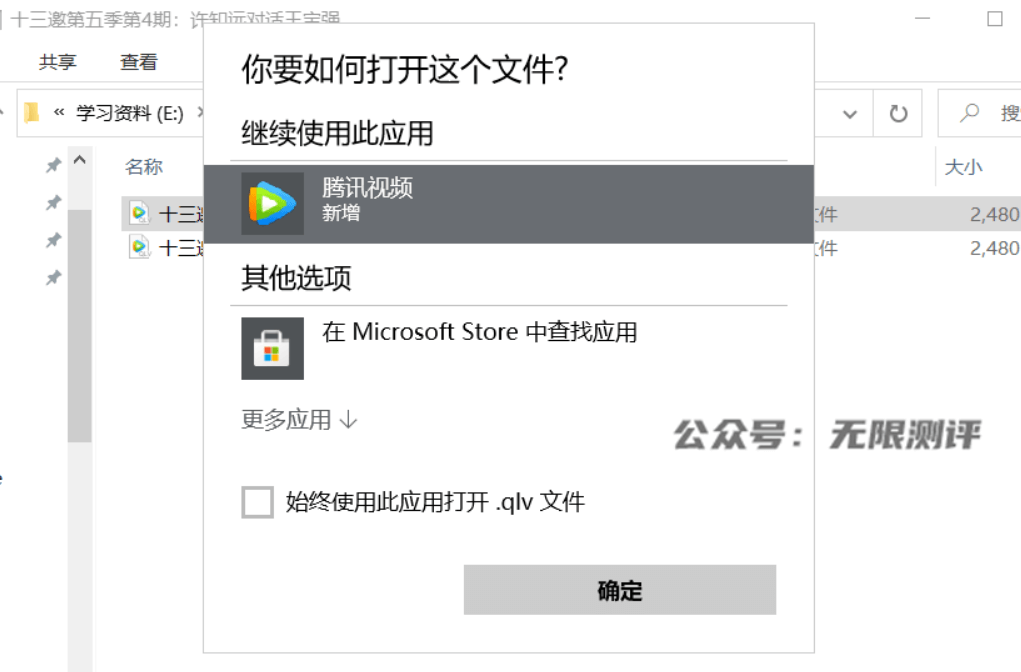 十三邀第五季第4期：许知远对话王宝强
共享 查看
你要如何打开这个文件?
« 学习资料 (E:)
搜
继续使用此应用
名称
大小
腾讯视频
新增
十三邀
文件
2,480
十三邀
文件
2,480
其他选项
在 Microsoft Store 中查找应用
更多应用 ↓
公众号：无限测评
始终使用此应用打开 .qlv 文件
确定